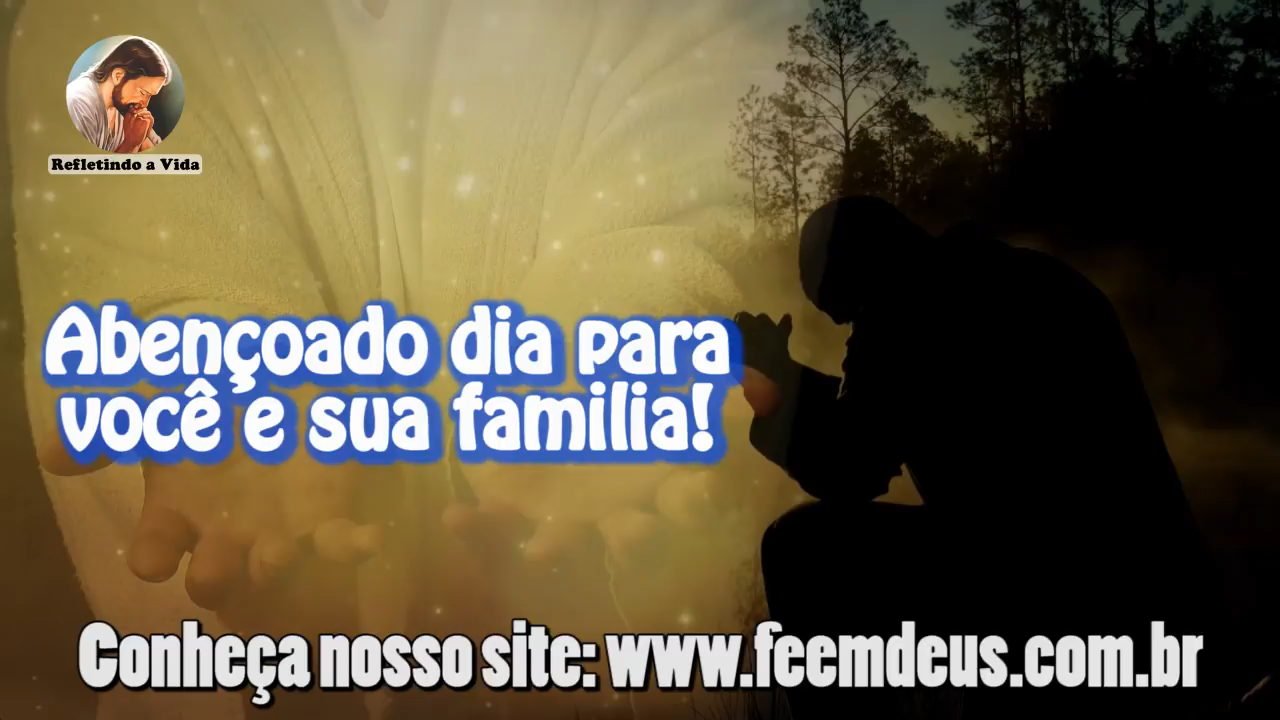 Refletindo a Vida
Abençoado dia para
você e sua familia!
Conheça nosso site: www.feemdeus.com.br